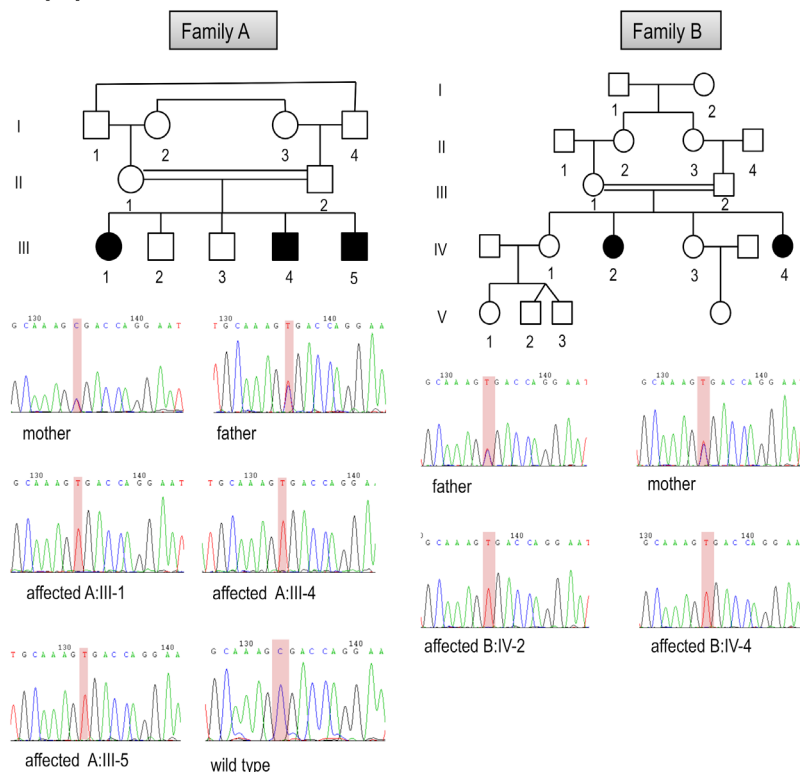 Family A
Family B
I
1
2
3
4
II
1
2
III
1
2
3
4
5
I
1
2
II
1
2
3
4
III
1
2
IV
1
2
3
4
V
1
2
3
130
140
G C A A A G C G A C C A G G A A T
mother
130
140
T G C A A A G T G A C C A G G A A
father
140
G C A A A G T G A C C A G G A A T
father
130
140
G C A A A G T G A C C A G G A A T
mother
130
140
G C A A A G T G A C C A G G A A T
affected A:III-1
130
140
T G C A A A G T G A C C A G G A
affected A:III-4
140
G C A A A G T G A C C A G G A A T
affected B:IV-2
130
140
G C A A A G T G A C C A G G A A
affected B:IV-4
130
140
T G C A A A G T G A C C A G G A A
affected A:III-5
130
140
G C A A A G C G A C C A G G A A
wild type